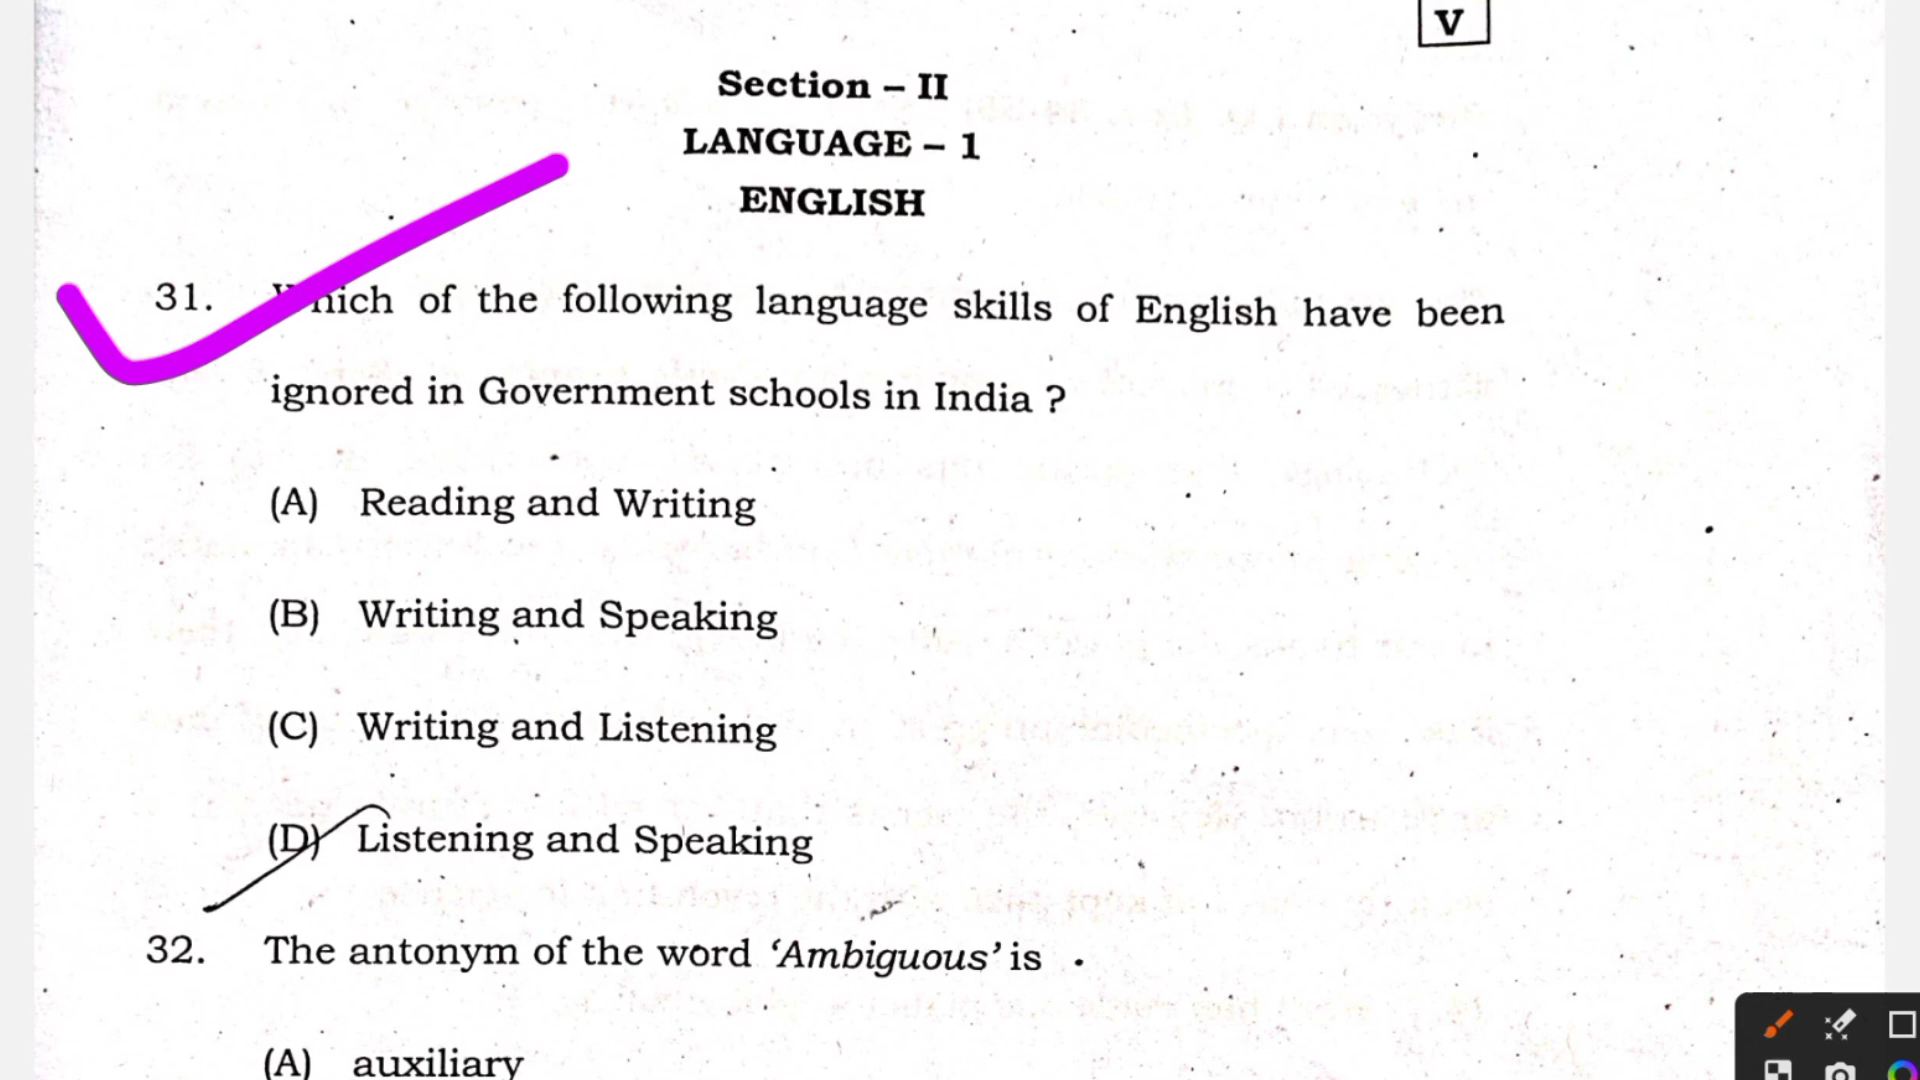 V
Section – II
LANGUAGE – 1
ENGLISH
31. Which of the following language skills of English have been
ignored in Government schools in India ?
(A) Reading and Writing
(B) Writing and Speaking
(C) Writing and Listening
(D) Listening and Speaking
32. The antonym of the word ‘Ambiguous’ is
(A) auxiliary